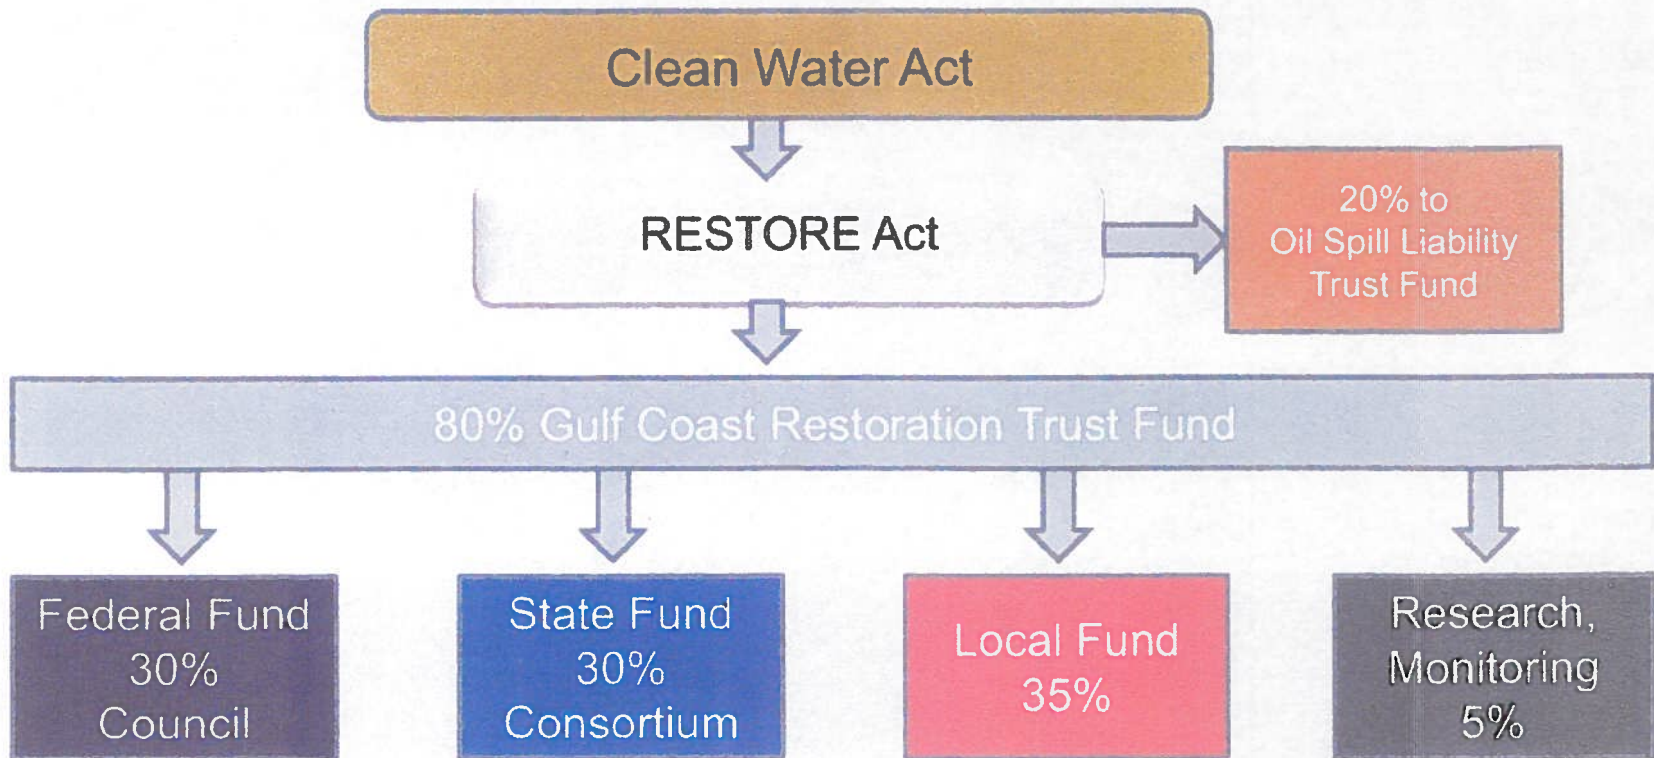 Clean Water Act
RESTORE Act
20% to
Oil Spill Liability
Trust Fund
80% Gulf Coast Restoration Trust Fund
Federal Fund
30%
Council
State Fund
30%
Consortium
Local Fund
35%
Research,
Monitoring
5%